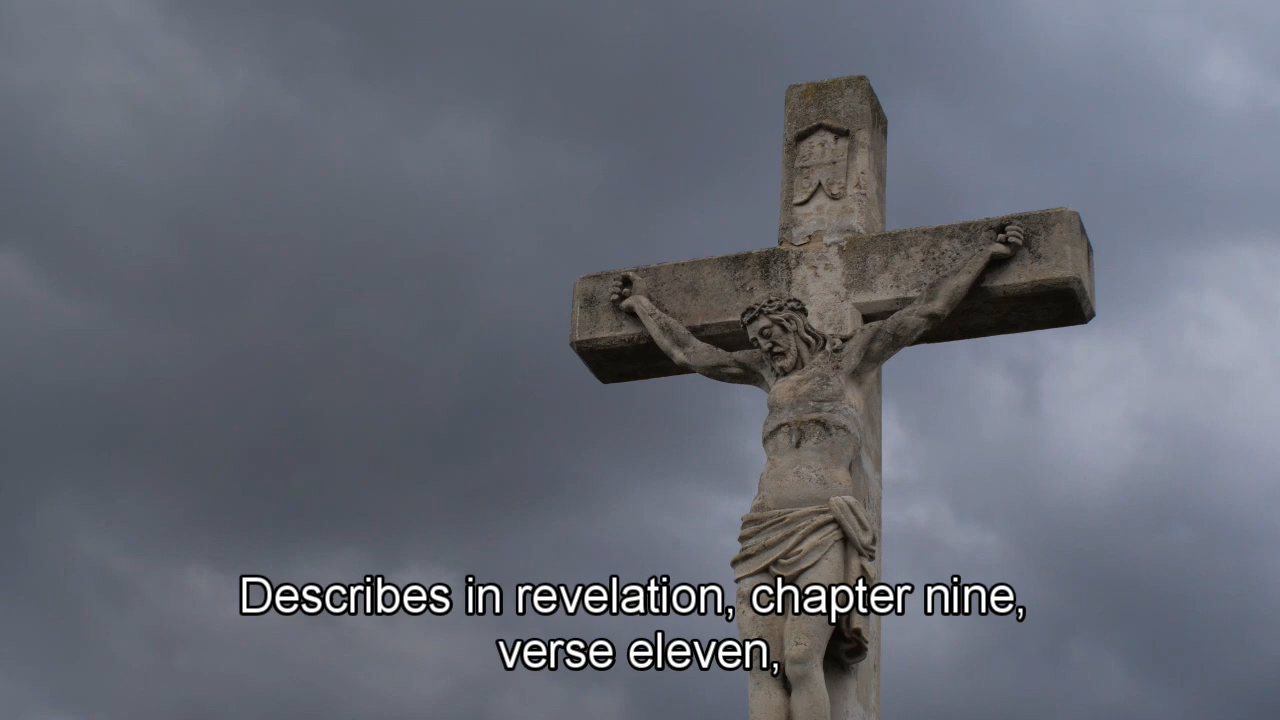 Describes in revelation, chapter nine,
verse eleven,